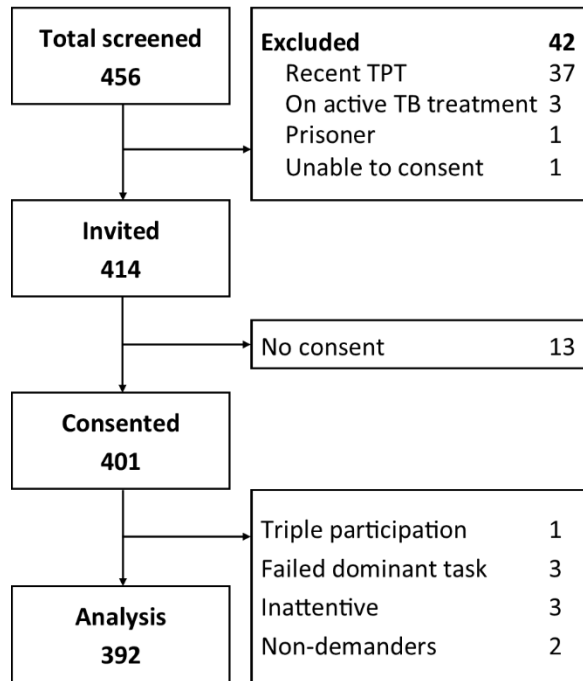 Total screened
456
Excluded 42
Recent TPT 37
On active TB treatment 3
Prisoner 1
Unable to consent 1
Invited
414
No consent 13
Consented
401
Triple participation 1
Failed dominant task 3
Inattentive 3
Non-demanders 2
Analysis
392